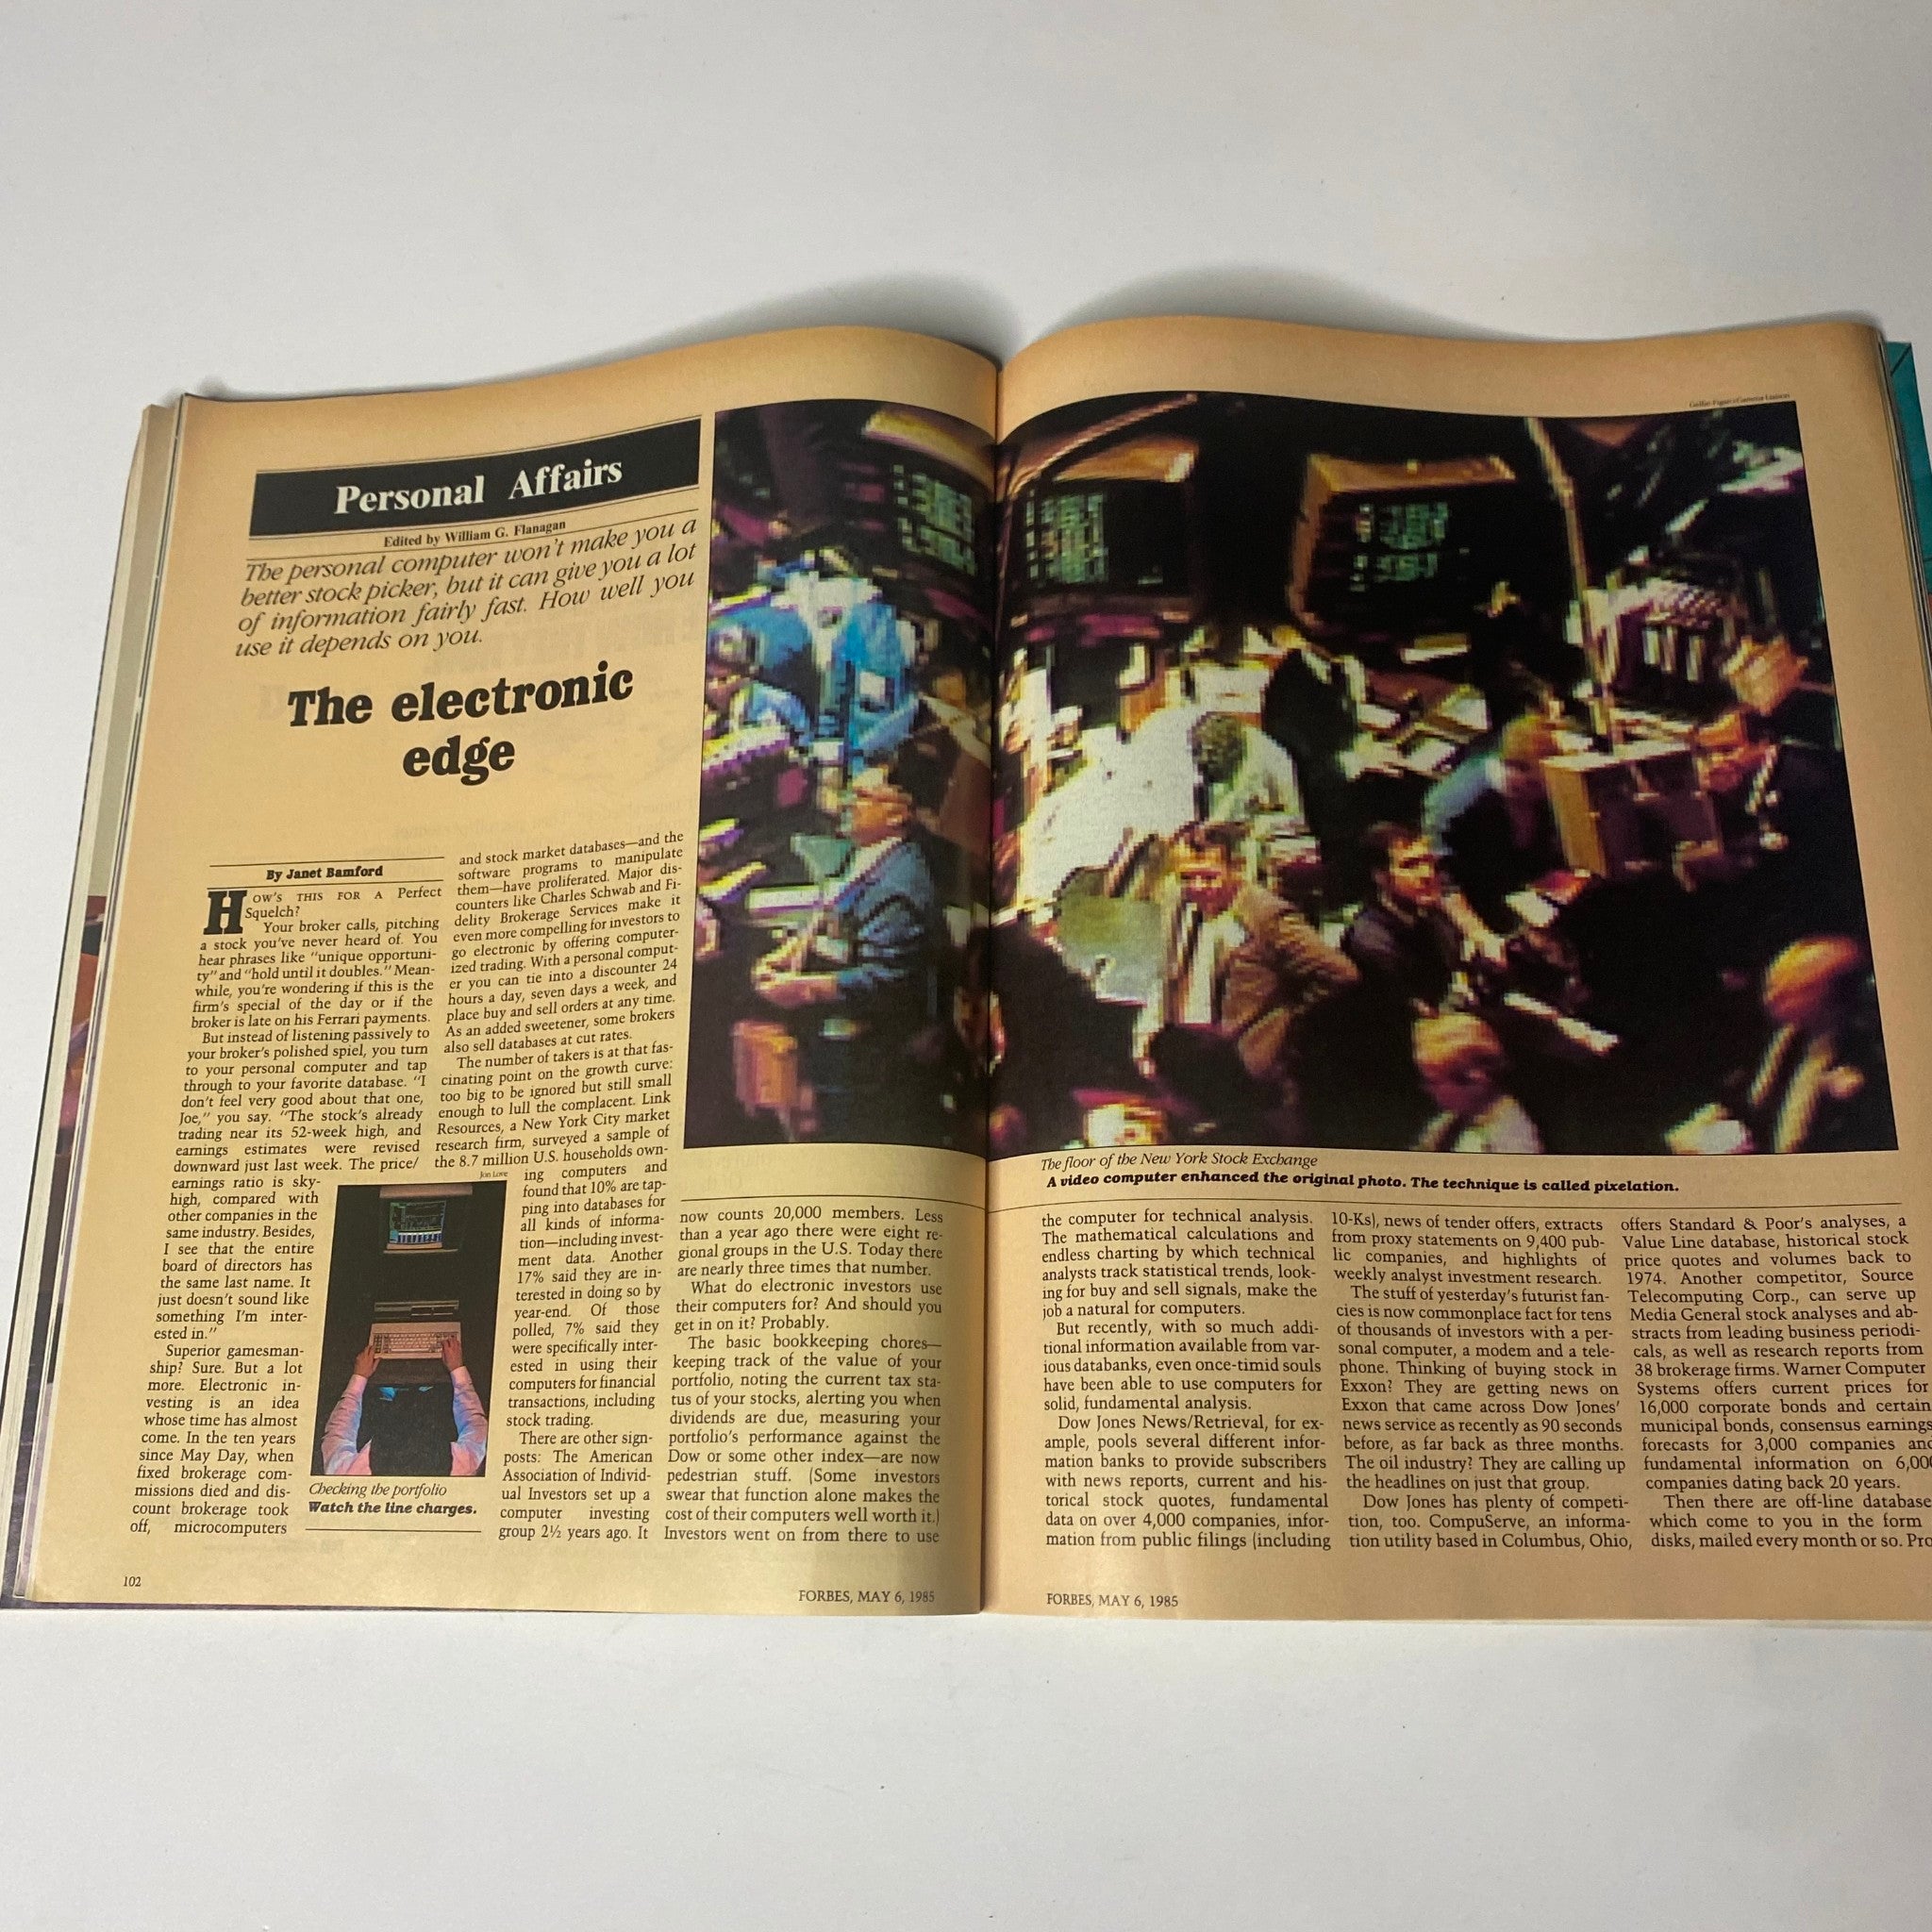 Personal Affairs
Edited by William G. Flanagan
The personal computer won't make you a
better stock picker, but it can give you a lot
of information fairly fast. How well you
use it depends on you.
The electronic
edge
By Janet Bamford
HOW'S THIS FOR A Perfect
Squelch?
Your broker calls, pitching
a stock you've never heard of. You
hear phrases like "unique opportuni-
ty" and "hold until it doubles." Mean-
while, you're wondering if this is the
firm's special of the day or if the
broker is late on his Ferrari payments.
But instead of listening passively to
your broker's polished spiel, you turn
to your personal computer and tap
through to your favorite database. "I
don't feel very good about that one,
Joe," you say. "The stock's already
trading near its 52-week high, and
earnings estimates were revised
downward just last week. The price/
earnings ratio is sky-
high, compared with
other companies in the
same industry. Besides,
I see that the entire
board of directors has
the same last name. It
just doesn't sound like
something I'm inter-
ested in."
Superior gamesman-
ship? Sure. But a lot
more. Electronic in-
vesting is an idea
whose time has almost
come. In the ten years
since May Day, when
fixed brokerage com-
missions died and dis-
count brokerage took
off, microcomputers
and stock market databases—and the
software programs to manipulate
them—have proliferated. Major dis-
counters like Charles Schwab and Fi-
delity Brokerage Services make it
even more compelling for investors to
go electronic by offering computer-
ized trading. With a personal comput-
er you can tie into a discounter 24
hours a day, seven days a week, and
place buy and sell orders at any time.
As an added sweetener, some brokers
also sell databases at cut rates.
The number of takers is at that fas-
cinating point on the growth curve:
too big to be ignored but still small
enough to lull the complacent. Link
Resources, a New York City market
research firm, surveyed a sample of
the 8.7 million U.S. households own-
ing computers and
found that 10% are tap-
ping into databases for
all kinds of informa-
tion—including invest-
ment data. Another
17% said they are in-
terested in doing so by
year-end. Of those
polled, 7% said they
were specifically inter-
ested in using their
computers for financial
transactions, including
stock trading.
There are other sign-
posts: The American
Association of Individ-
ual Investors set up a
computer investing
group 2½ years ago. It
Jon Love
Checking the portfolio
Watch the line charges.
now counts 20,000 members. Less
than a year ago there were eight re-
gional groups in the U.S. Today there
are nearly three times that number.
What do electronic investors use
their computers for? And should you
get in on it? Probably.
The basic bookkeeping chores—
keeping track of the value of your
portfolio, noting the current tax sta-
tus of your stocks, alerting you when
dividends are due, measuring your
portfolio's performance against the
Dow or some other index—are now
pedestrian stuff. (Some investors
swear that function alone makes the
cost of their computers well worth it.)
Investors went on from there to use
102
FORBES, MAY 6, 1985
The floor of the New York Stock Exchange
A video computer enhanced the original photo. The technique is called pixelation.
the computer for technical analysis.
The mathematical calculations and
endless charting by which technical
analysts track statistical trends, look-
ing for buy and sell signals, make the
job a natural for computers.
But recently, with so much addi-
tional information available from var-
ious databanks, even once-timid souls
have been able to use computers for
solid, fundamental analysis.
Dow Jones News/Retrieval, for ex-
ample, pools several different infor-
mation banks to provide subscribers
with news reports, current and his-
torical stock quotes, fundamental
data on over 4,000 companies, infor-
mation from public filings (including
10-Ks), news of tender offers, extracts
from proxy statements on 9,400 pub-
lic companies, and highlights of
weekly analyst investment research.
The stuff of yesterday's futurist fan-
cies is now commonplace fact for tens
of thousands of investors with a per-
sonal computer, a modem and a tele-
phone. Thinking of buying stock in
Exxon? They are getting news on
Exxon that came across Dow Jones'
news service as recently as 90 seconds
before, as far back as three months.
The oil industry? They are calling up
the headlines on just that group.
Dow Jones has plenty of competi-
tion, too. CompuServe, an informa-
tion utility based in Columbus, Ohio,
offers Standard & Poor's analyses, a
Value Line database, historical stock
price quotes and volumes back to
1974. Another competitor, Source
Telecomputing Corp., can serve up
Media General stock analyses and ab-
stracts from leading business periodi-
cals, as well as research reports from
38 brokerage firms. Warner Computer
Systems offers current prices for
16,000 corporate bonds and certain
municipal bonds, consensus earnings
forecasts for 3,000 companies and
fundamental information on 6,000
companies dating back 20 years.
Then there are off-line database
which come to you in the form
disks, mailed every month or so. Pro
FORBES, MAY 6, 1985